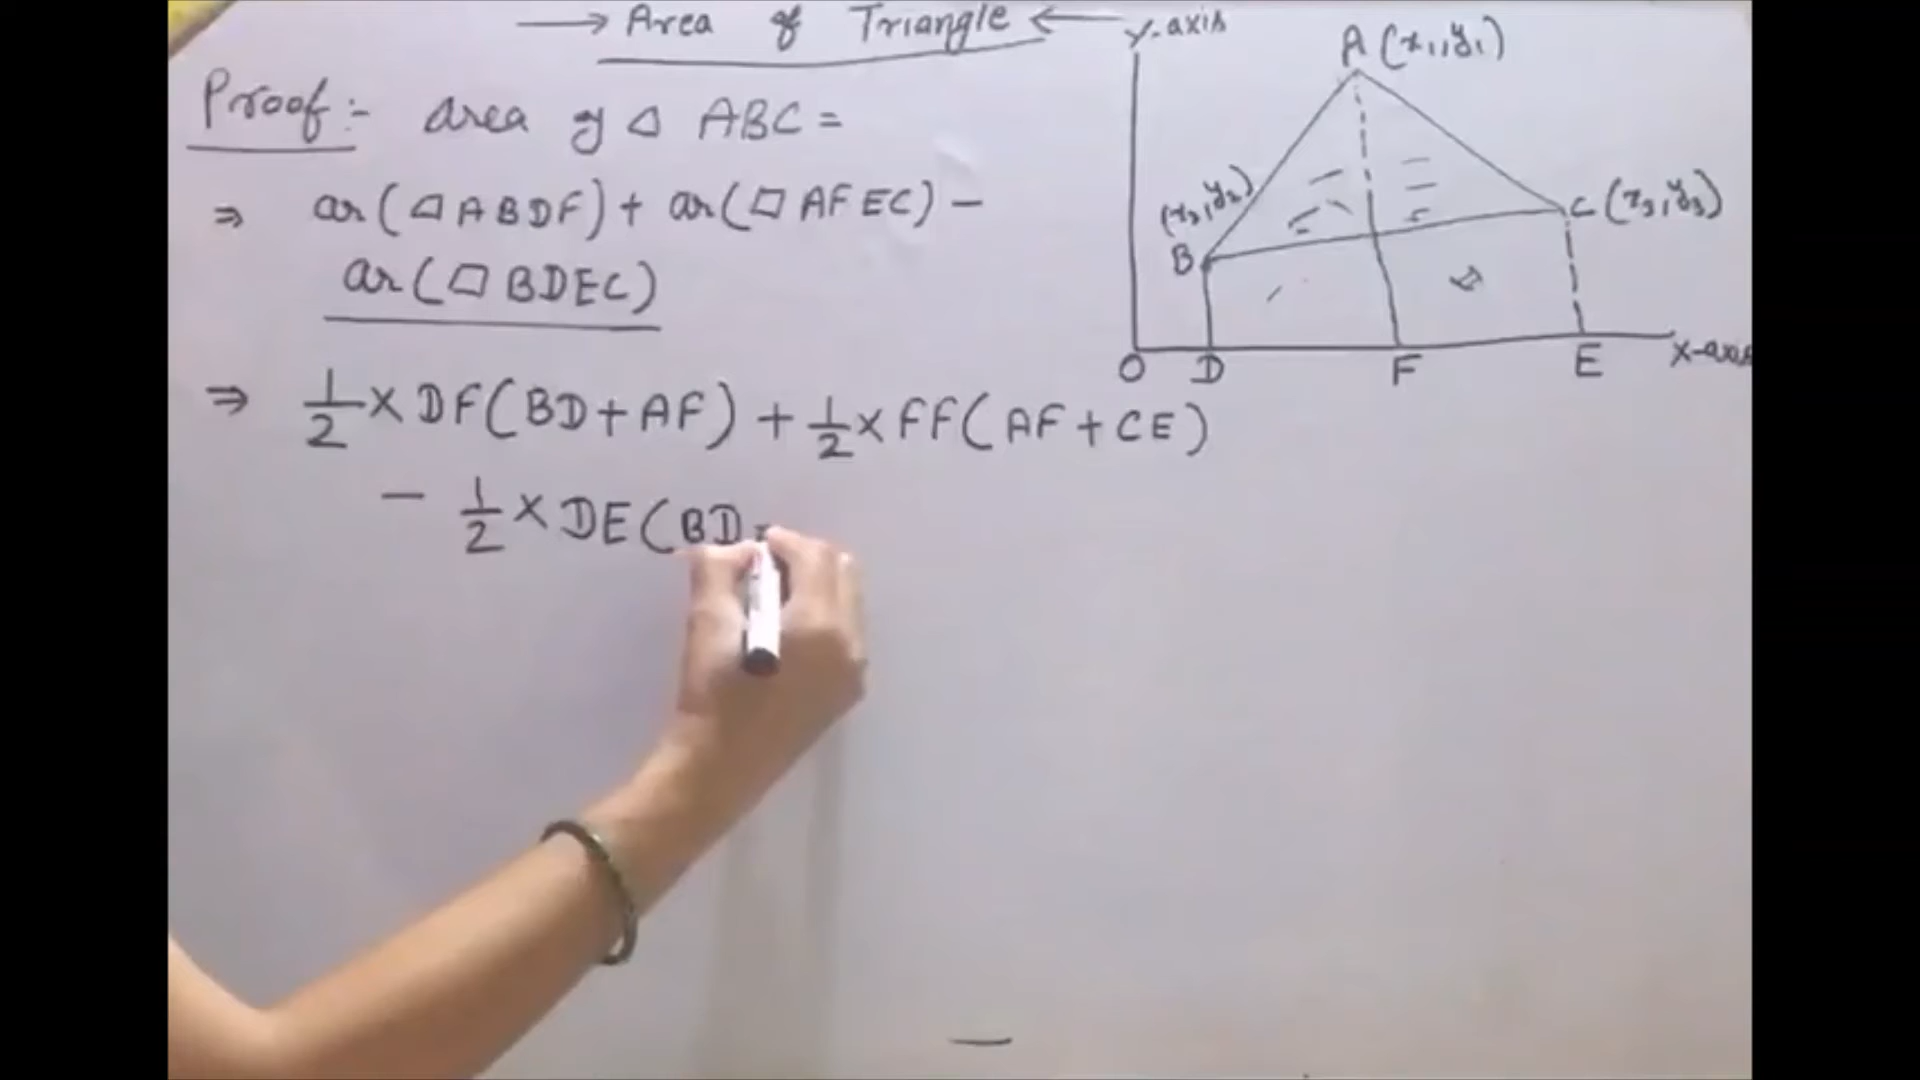 → Area of Triangle ←
Proof :- area of △ ABC =
⇒ ar(▱ABDF) + ar(▱AFEC) −
ar(▱BDEC)
⇒ 1/2 × DF(BD + AF) + 1/2 × FF(AF + CE)
− 1/2 × DE(BD
Y-axis
A (x₁, y₁)
(x₂, y₂)
B
C (x₃, y₃)
O D F E X-axis